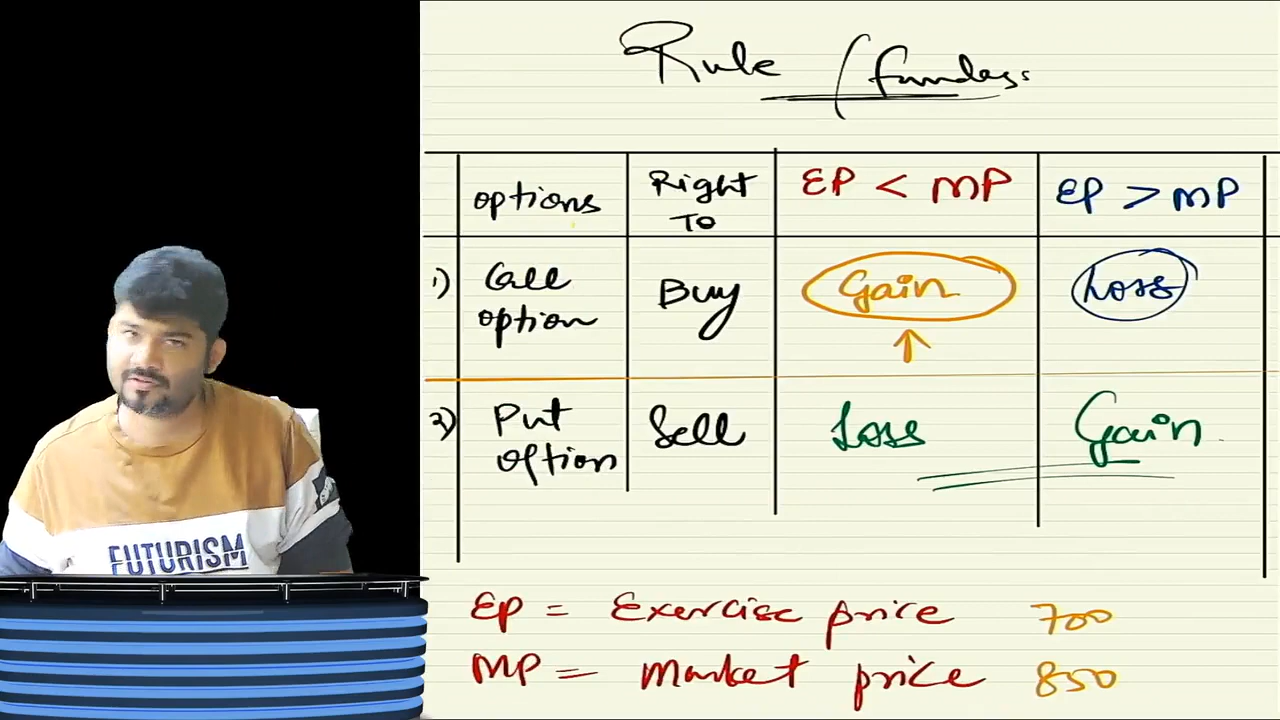 Rule / fundas:
options
Right To
EP < MP
EP > MP
1) Call option
Buy
Gain
Loss
2) Put option
Sell
Loss
Gain
EP = Exercise price 700
MP = Market price 850
FUTURISM